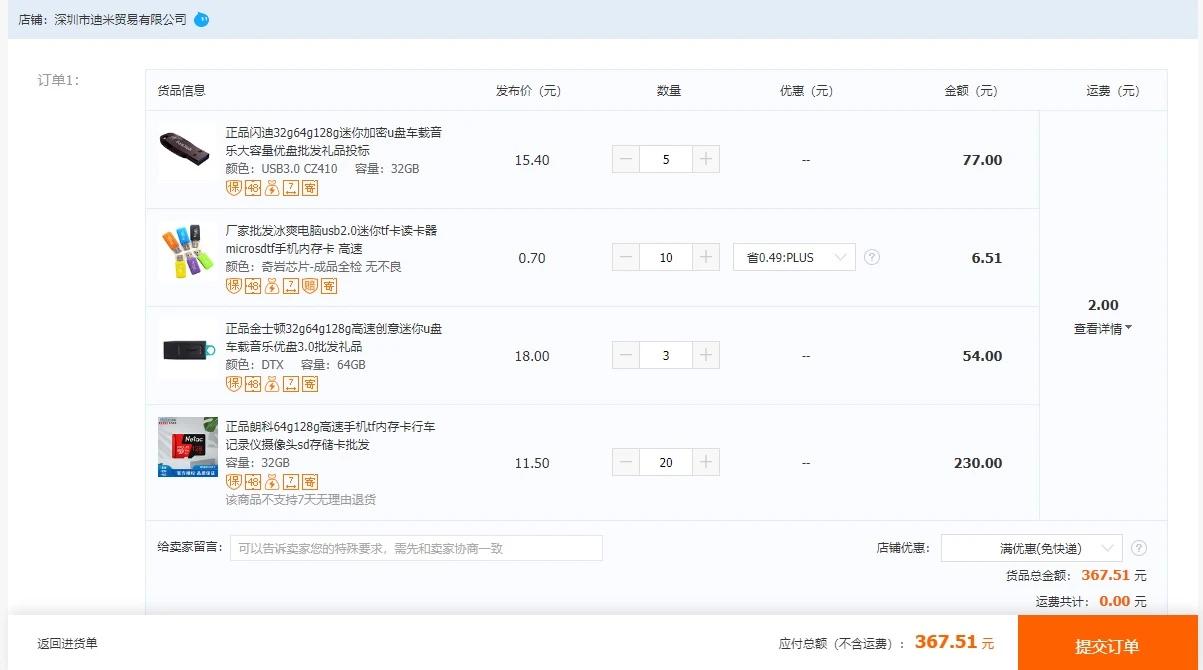 店铺：深圳市迪米贸易有限公司
订单1：
货品信息 发布价（元） 数量 优惠（元） 金额（元） 运费（元）
正品闪迪32g64g128g迷你加密u盘车载音
乐大容量优盘批发礼品投标
颜色：USB3.0 CZ410 容量：32GB
15.40 5 -- 77.00
保 48 7 寄
厂家批发冰爽电脑usb2.0迷你tf卡读卡器
microsdtf手机内存卡 高速
颜色：奇岩芯片-成品全检 无不良
0.70 10 省0.49:PLUS ? 6.51
保 48 7 赔 寄
正品金士顿32g64g128g高速创意迷你u盘
车载音乐优盘3.0批发礼品
颜色：DTX 容量：64GB
18.00 3 -- 54.00
保 48 7 寄
2.00
查看详情
正品朗科64g128g高速手机tf内存卡行车
记录仪摄像头sd存储卡批发
容量：32GB
11.50 20 -- 230.00
保 48 7 寄
该商品不支持7天无理由退货
Netac
给卖家留言： 可以告诉卖家您的特殊要求，需先和卖家协商一致
店铺优惠： 满优惠(免快递) ?
货品总金额： 367.51 元
运费共计： 0.00 元
返回进货单
应付总额（不含运费）： 367.51 元
提交订单